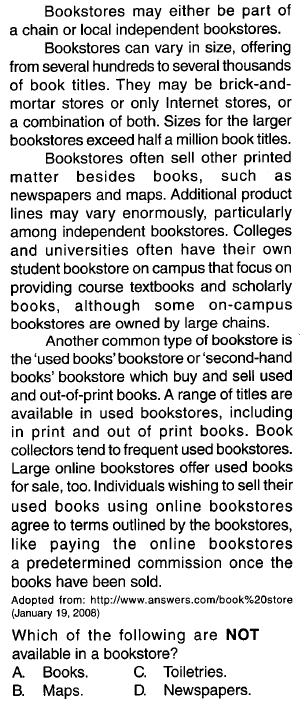 Bookstores may either be part of
a chain or local independent bookstores.
Bookstores can vary in size, offering
from several hundreds to several thousands
of book titles. They may be brick-and-
mortar stores or only Internet stores, or
a combination of both. Sizes for the larger
bookstores exceed half a million book titles.
Bookstores often sell other printed
matter besides books, such as
newspapers and maps. Additional product
lines may vary enormously, particularly
among independent bookstores. Colleges
and universities often have their own
student bookstore on campus that focus on
providing course textbooks and scholarly
books, although some on-campus
bookstores are owned by large chains.
Another common type of bookstore is
the 'used books' bookstore or 'second-hand
books' bookstore which buy and sell used
and out-of-print books. A range of titles are
available in used bookstores, including
in print and out of print books. Book
collectors tend to frequent used bookstores.
Large online bookstores offer used books
for sale, too. Individuals wishing to sell their
used books using online bookstores
agree to terms outlined by the bookstores,
like paying the online bookstores
a predetermined commission once the
books have been sold.
Adopted from: http://www.answers.com/book%20store
(January 19, 2008)
Which of the following are NOT
available in a bookstore?
A. Books. C. Toiletries.
B. Maps. D. Newspapers.